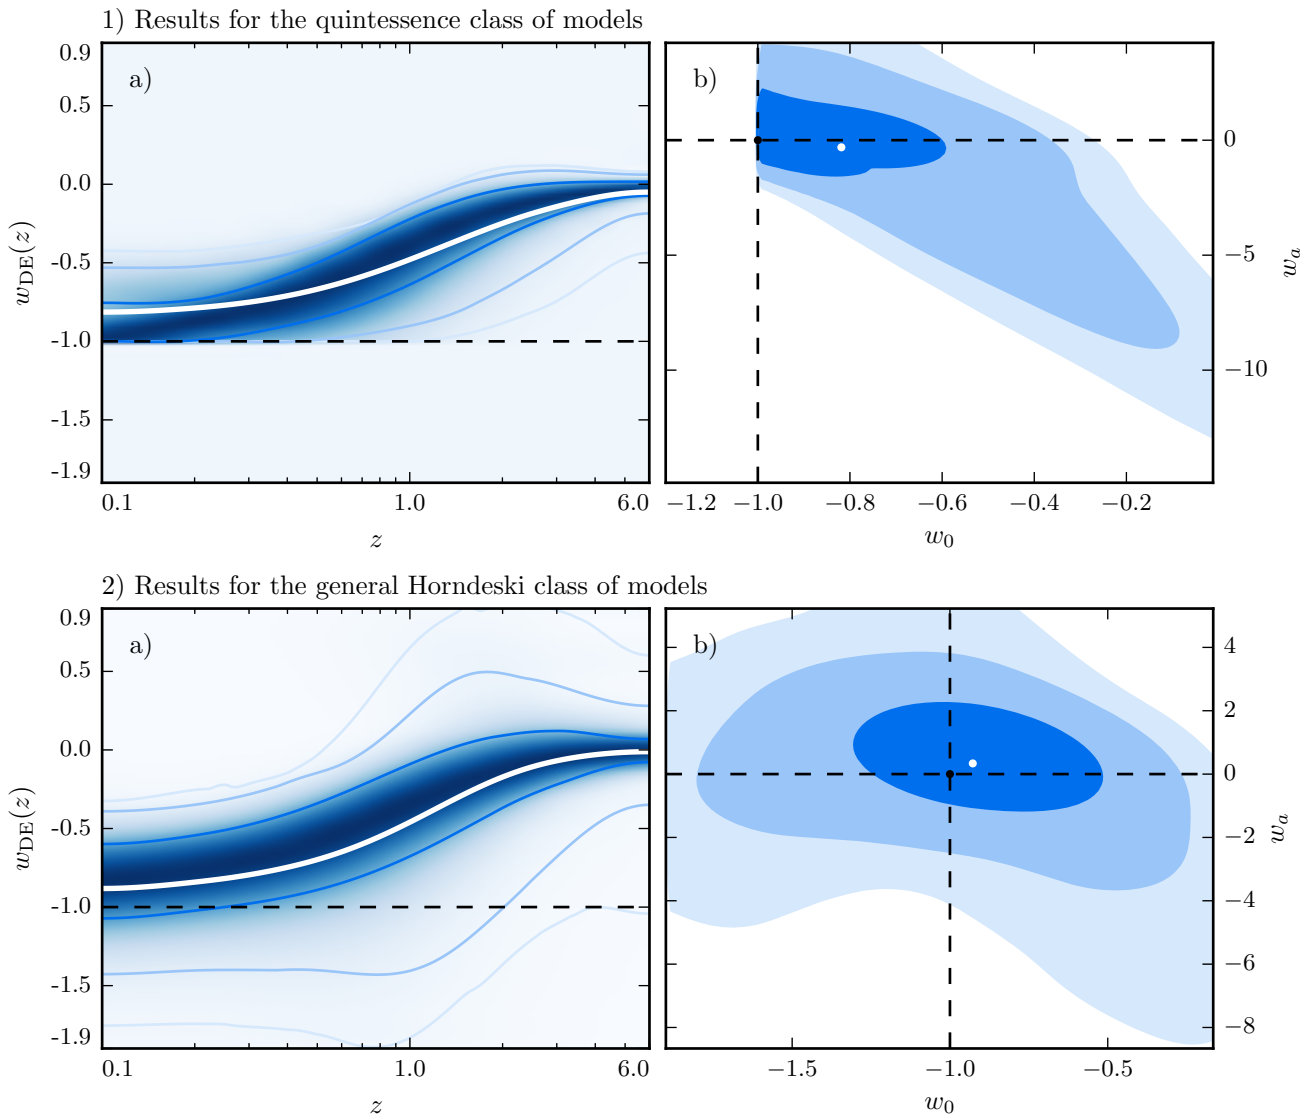 1) Results for the quintessence class of models
a)
0.9
0.5
0.0
-0.5
-1.0
-1.5
-1.9
w_DE(z)
0.1 1.0 6.0
z
b)
0
−5
−10
w_a
−1.2 −1.0 −0.8 −0.6 −0.4 −0.2
w_0
2) Results for the general Horndeski class of models
a)
0.9
0.5
0.0
-0.5
-1.0
-1.5
-1.9
w_DE(z)
0.1 1.0 6.0
z
b)
4
2
0
−2
−4
−6
−8
w_a
−1.5 −1.0 −0.5
w_0